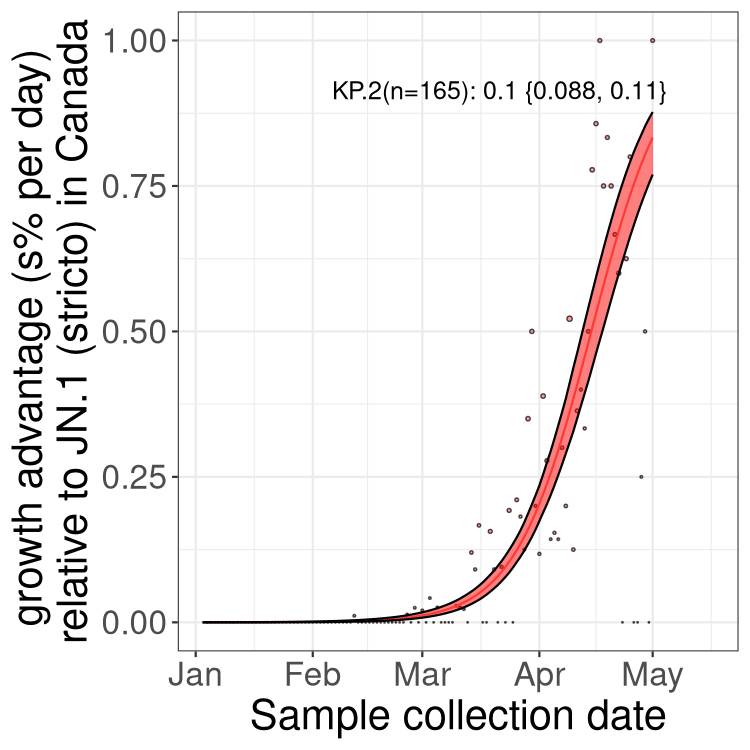 growth advantage (s% per day)
relative to JN.1 (stricto) in Canada
1.00
0.75
0.50
0.25
0.00
KP.2(n=165): 0.1 {0.088, 0.11}
Jan Feb Mar Apr May
Sample collection date